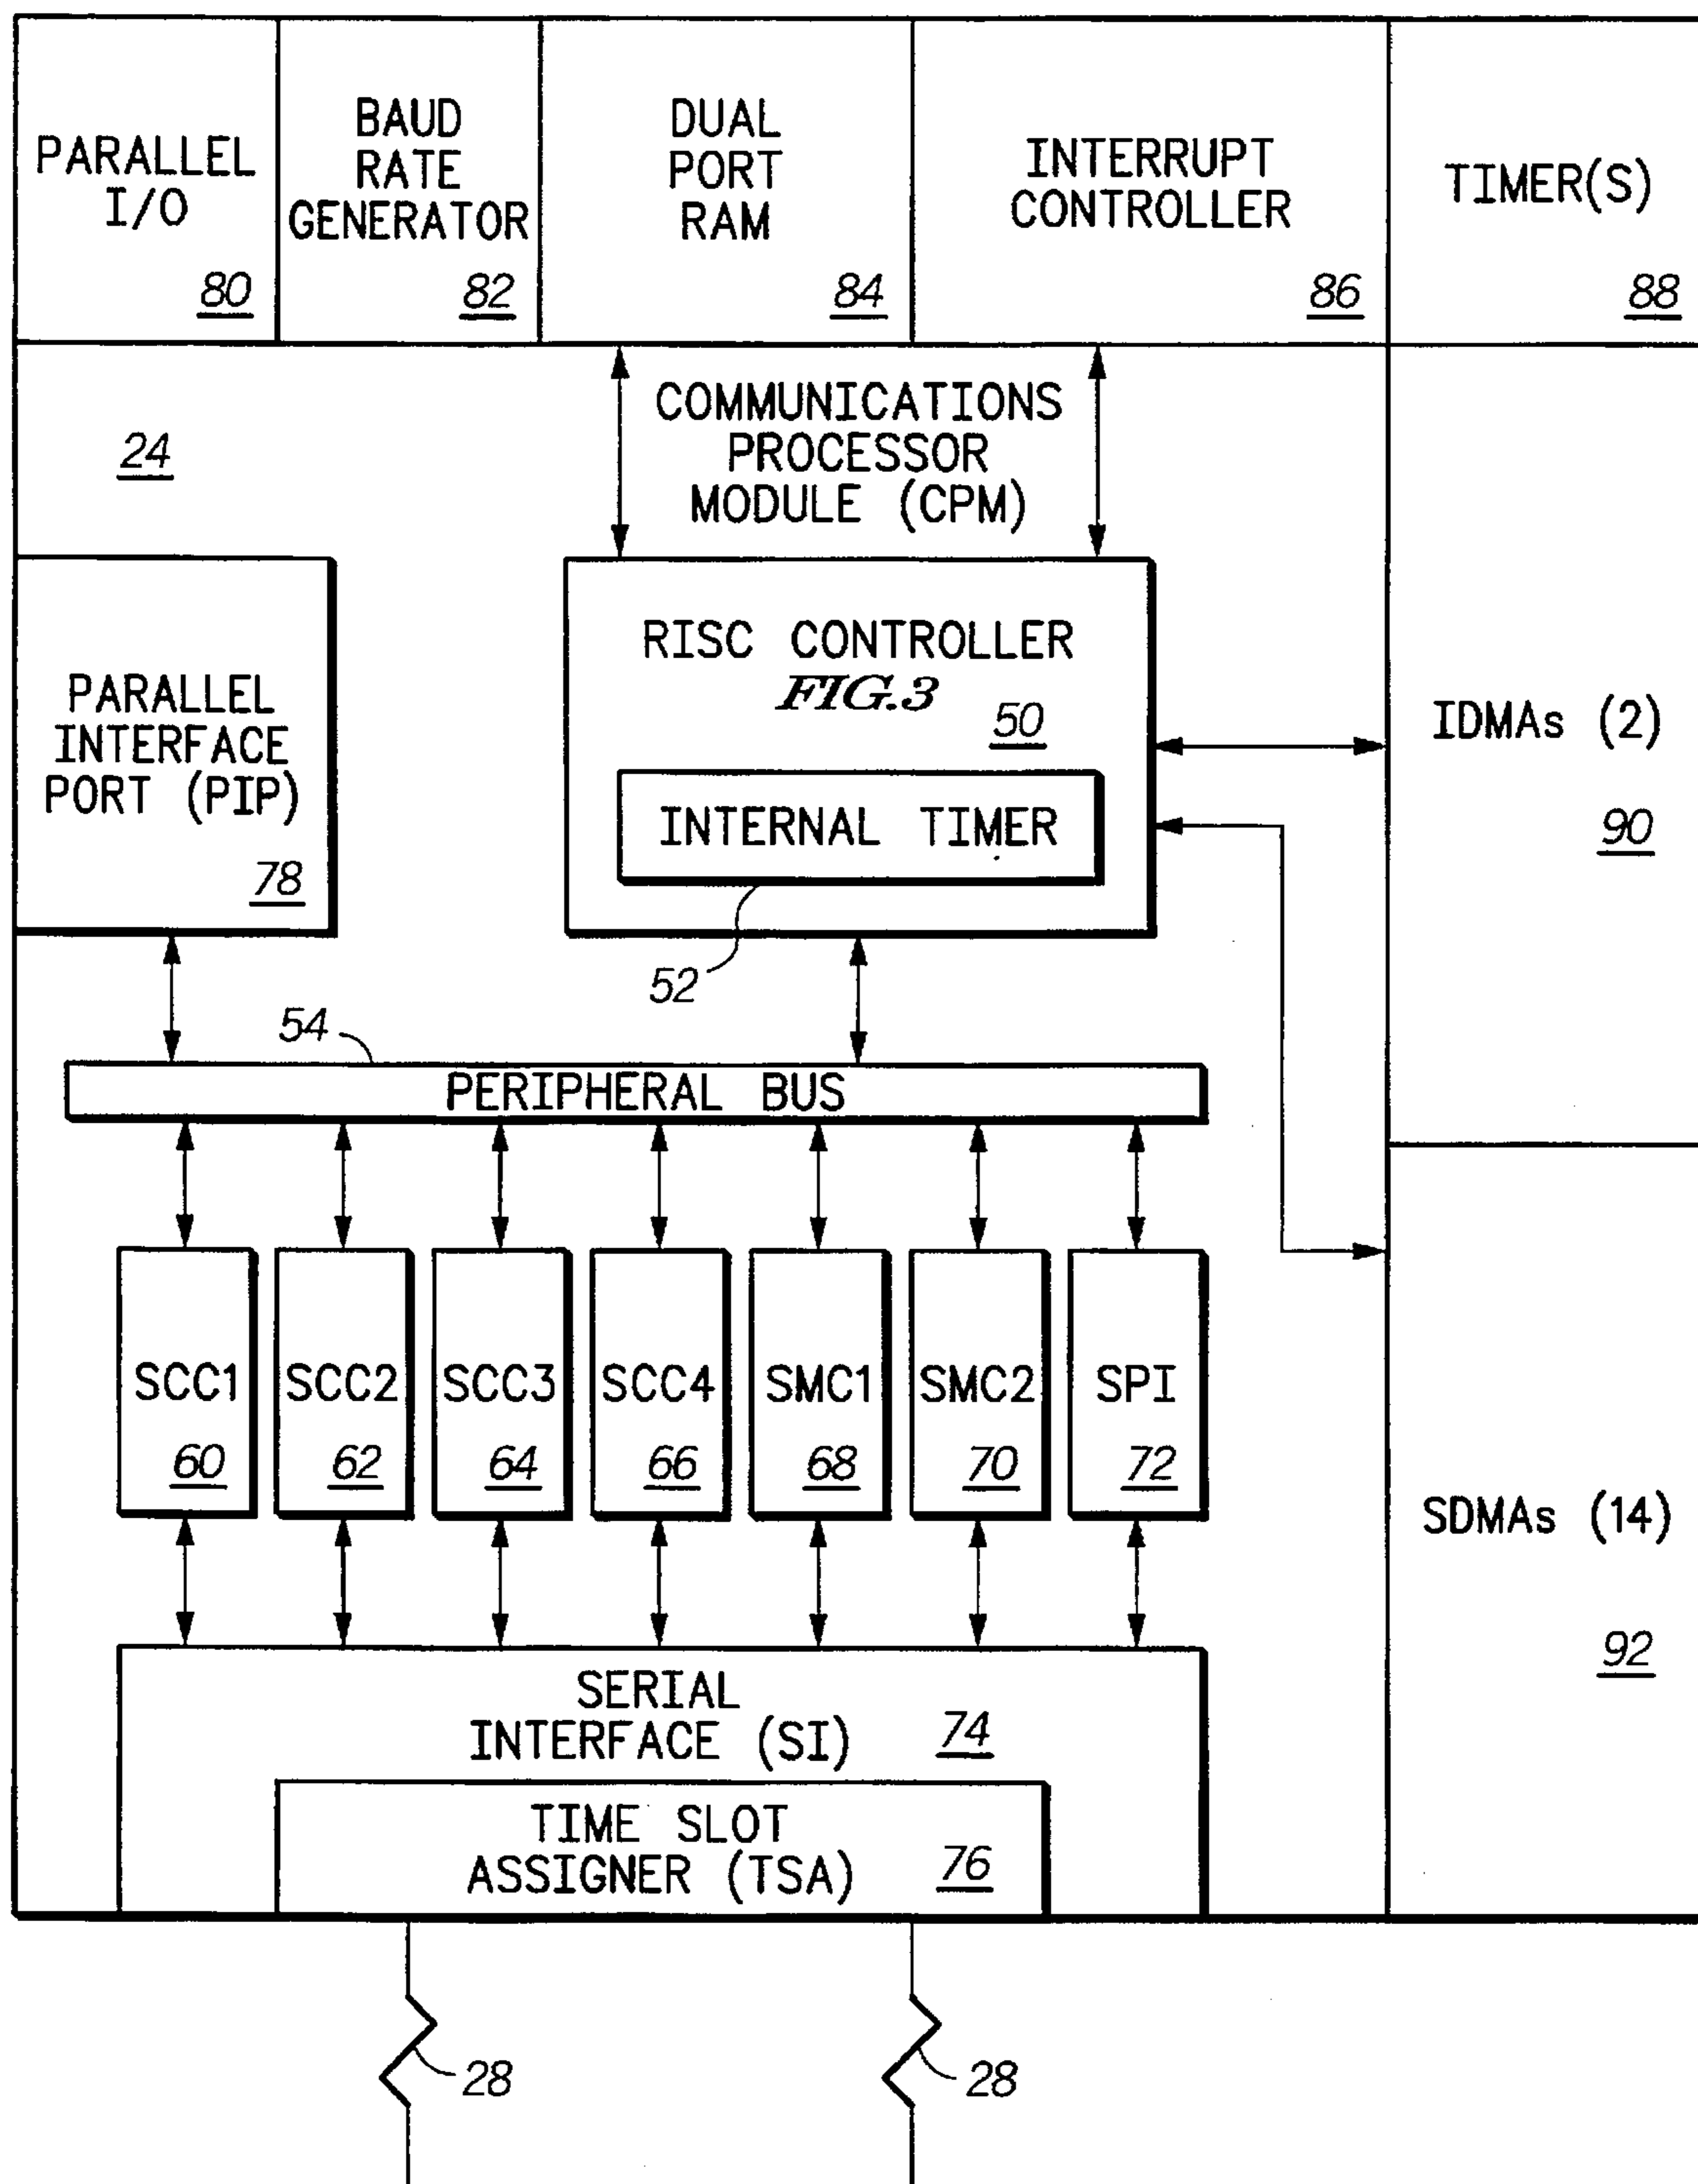 PARALLEL
I/O
80
BAUD
RATE
GENERATOR
82
DUAL
PORT
RAM
84
INTERRUPT
CONTROLLER
86
TIMER(S)
88
24
COMMUNICATIONS
PROCESSOR
MODULE (CPM)
PARALLEL
INTERFACE
PORT (PIP)
78
RISC CONTROLLER
FIG.3
50
INTERNAL TIMER
52
IDMAs (2)
90
54
PERIPHERAL BUS
SCC1
60
SCC2
62
SCC3
64
SCC4
66
SMC1
68
SMC2
70
SPI
72
SDMAs (14)
92
SERIAL
INTERFACE (SI)
74
TIME SLOT
ASSIGNER (TSA)
76
28
28